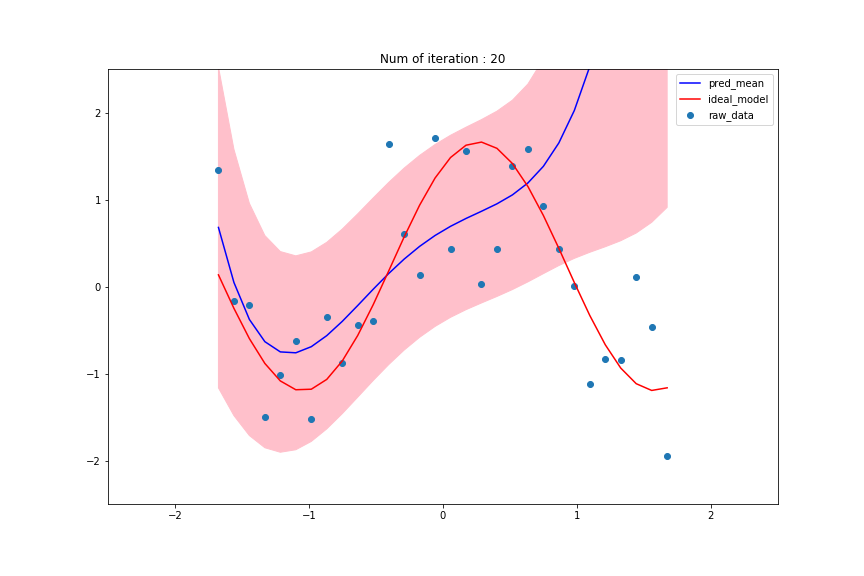 Num of iteration : 20
pred_mean
ideal_model
raw_data
2
1
0
−1
−2
−2
−1
0
1
2